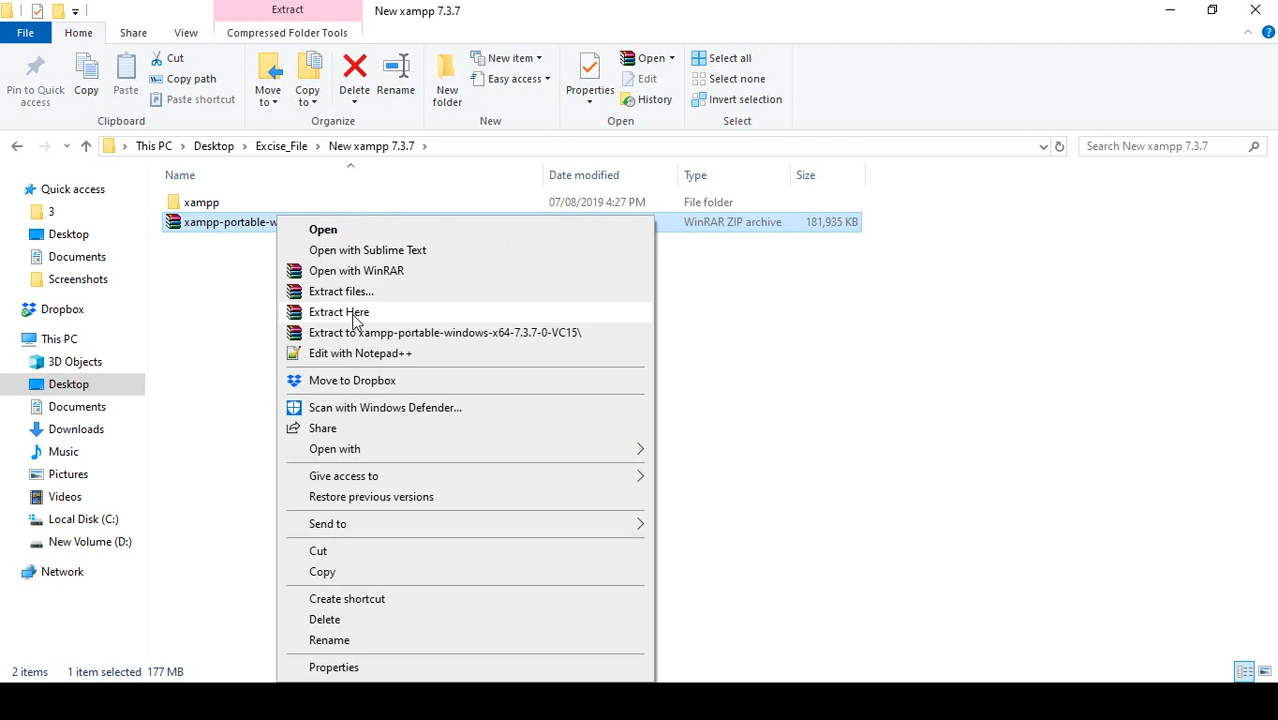 Extract
New xampp 7.3.7
File
Home
Share
View
Compressed Folder Tools
Pin to Quick access
Copy
Paste
Cut
Copy path
Paste shortcut
Move to
Copy to
Delete
Rename
New folder
New item
Easy access
Properties
Open
Edit
History
Select all
Select none
Invert selection
Clipboard
Organize
New
Open
Select
This PC
Desktop
Excise_File
New xampp 7.3.7
Search New xampp 7.3.7
Name
Date modified
Type
Size
xampp
07/08/2019 4:27 PM
File folder
xampp-portable-w
WinRAR ZIP archive
181,935 KB
Quick access
3
Desktop
Documents
Screenshots
Dropbox
This PC
3D Objects
Desktop
Documents
Downloads
Music
Pictures
Videos
Local Disk (C:)
New Volume (D:)
Network
Open
Open with Sublime Text
Open with WinRAR
Extract files...
Extract Here
Extract to xampp-portable-windows-x64-7.3.7-0-VC15\
Edit with Notepad++
Move to Dropbox
Scan with Windows Defender...
Share
Open with
Give access to
Restore previous versions
Send to
Cut
Copy
Create shortcut
Delete
Rename
Properties
2 items
1 item selected 177 MB